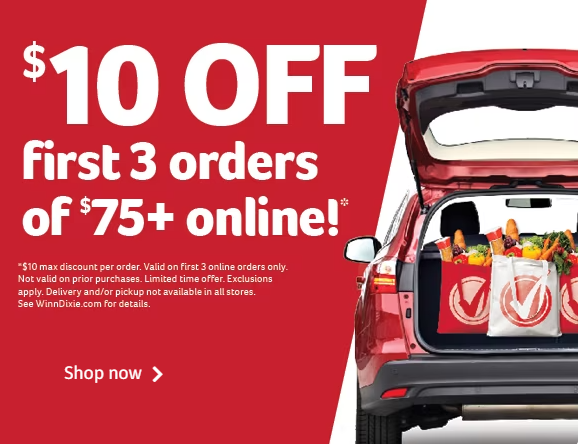 $10 OFF
first 3 orders
of $75+ online!*
*$10 max discount per order. Valid on first 3 online orders only.
Not valid on prior purchases. Limited time offer. Exclusions
apply. Delivery and/or pickup not available in all stores.
See WinnDixie.com for details.
Shop now